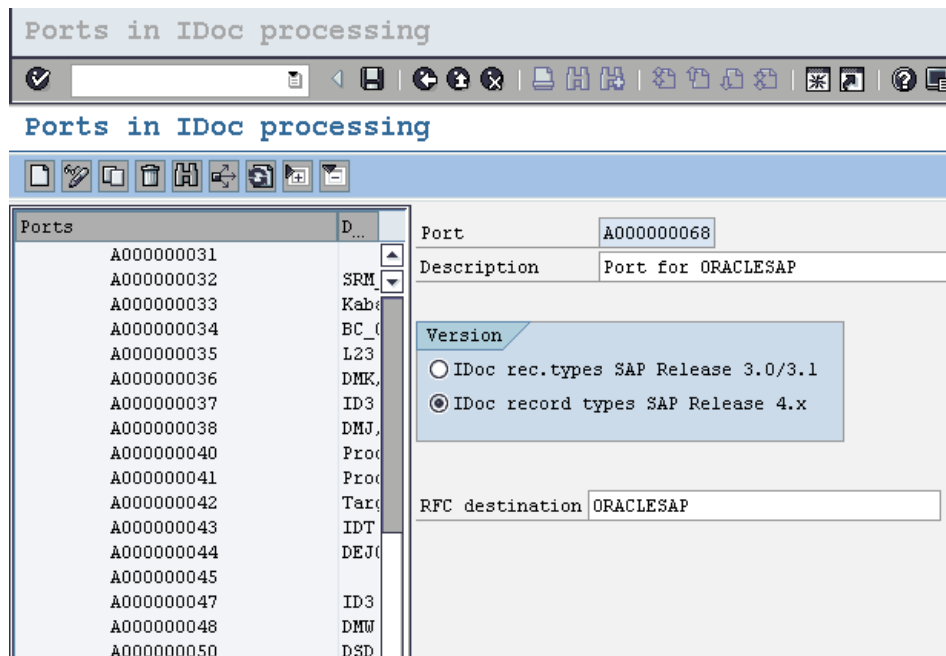 Ports in IDoc processing
Ports in IDoc processing
Ports D...
A000000031
A000000032 SRM_
A000000033
A000000034
A000000035 L23
A000000036 DMK,
A000000037 ID3
A000000038 DMJ,
A000000040
A000000041
A000000042
A000000043 IDT
A000000044
A000000045
A000000047 ID3
A000000048 DMW
A000000050 DSD
Port A000000068
Description Port for ORACLESAP
Version
IDoc rec.types SAP Release 3.0/3.1
IDoc record types SAP Release 4.x
RFC destination ORACLESAP